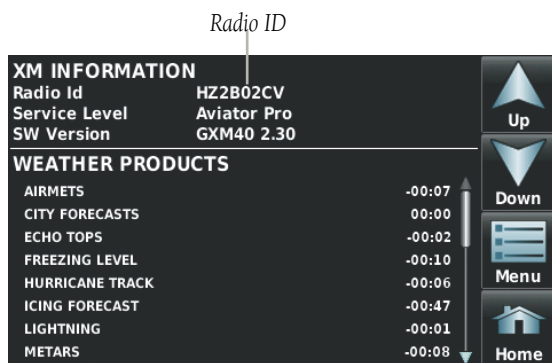 Radio ID
XM INFORMATION
Radio Id HZ2B02CV
Service Level Aviator Pro
SW Version GXM40 2.30
WEATHER PRODUCTS
AIRMETS -00:07
CITY FORECASTS 00:00
ECHO TOPS -00:02
FREEZING LEVEL -00:10
HURRICANE TRACK -00:06
ICING FORECAST -00:47
LIGHTNING -00:01
METARS -00:08
Up
Down
Menu
Home